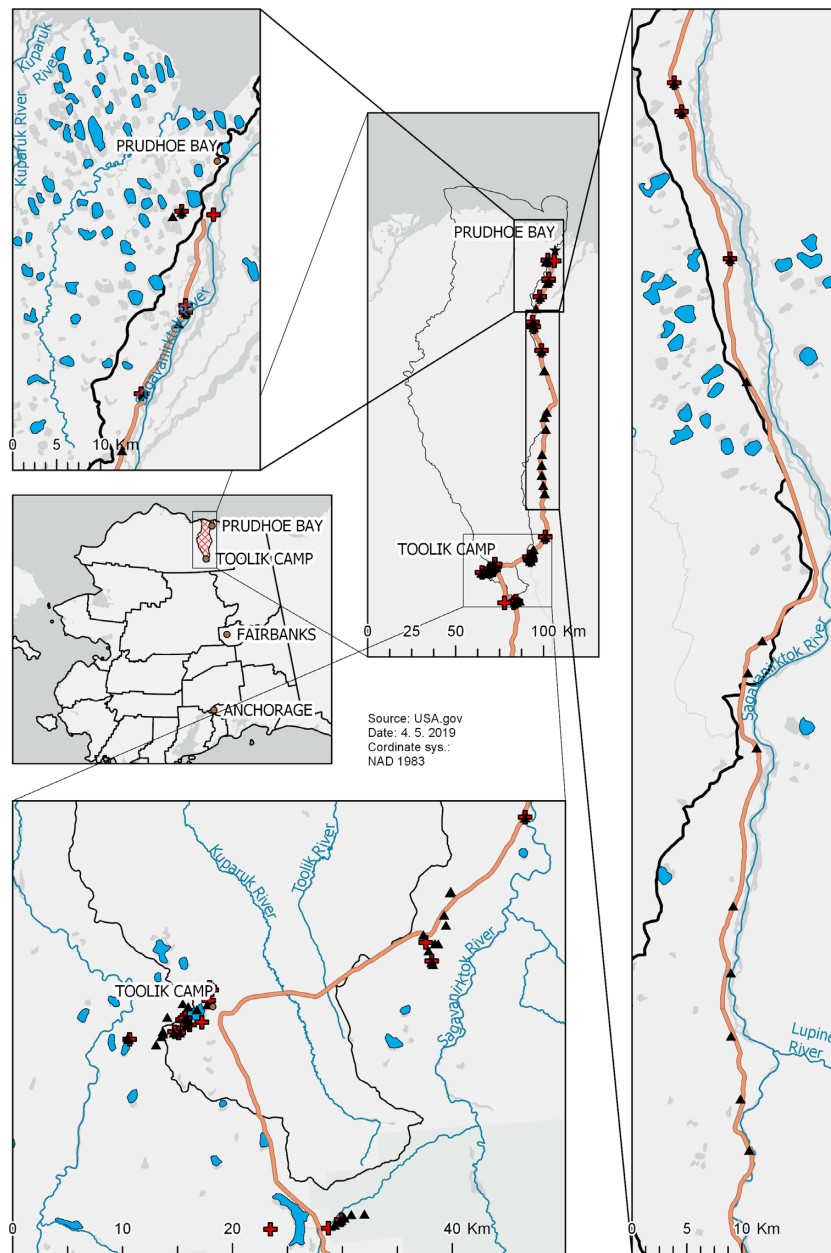 Kuparuk
River
Kuparuk River
PRUDHOE BAY
Sagavanirktok River
0 5 10 Km
PRUDHOE BAY
TOOLIK CAMP
0 25 50 100 Km
PRUDHOE BAY
TOOLIK CAMP
FAIRBANKS
ANCHORAGE
Source: USA.gov
Date: 4. 5. 2019
Cordinate sys.:
NAD 1983
Kuparuk River
Toolik River
Sagavanirktok River
TOOLIK CAMP
0 10 20 40 Km
Sagavanirktok River
Lupine
River
0 5 10 Km